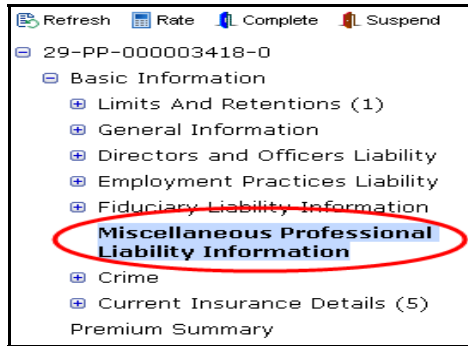 Refresh Rate Complete Suspend
29-PP-000003418-0
Basic Information
Limits And Retentions (1)
General Information
Directors and Officers Liability
Employment Practices Liability
Fiduciary Liability Information
Miscellaneous Professional
Liability Information
Crime
Current Insurance Details (5)
Premium Summary